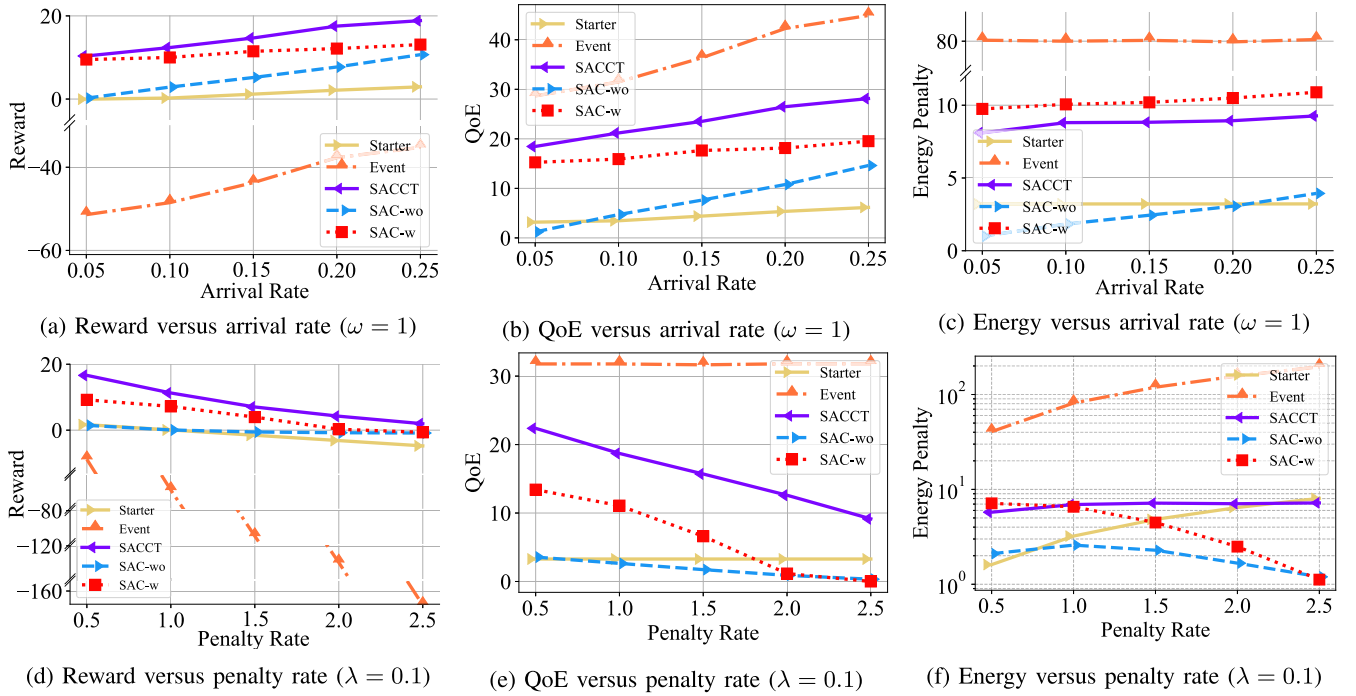 20
0
−40
−60
Reward
Starter
Event
SACCT
SAC-wo
SAC-w
0.05 0.10 0.15 0.20 0.25
Arrival Rate
(a) Reward versus arrival rate (ω = 1)
40
30
20
10
0
QoE
Starter
Event
SACCT
SAC-wo
SAC-w
0.05 0.10 0.15 0.20 0.25
Arrival Rate
(b) QoE versus arrival rate (ω = 1)
80
10
5
0
Energy Penalty
Starter
Event
SACCT
SAC-wo
SAC-w
0.05 0.10 0.15 0.20 0.25
Arrival Rate
(c) Energy versus arrival rate (ω = 1)
20
0
−80
−120
−160
Reward
Starter
Event
SACCT
SAC-wo
SAC-w
0.5 1.0 1.5 2.0 2.5
Penalty Rate
(d) Reward versus penalty rate (λ = 0.1)
30
20
10
0
QoE
Starter
Event
SACCT
SAC-wo
SAC-w
0.5 1.0 1.5 2.0 2.5
Penalty Rate
(e) QoE versus penalty rate (λ = 0.1)
10²
10¹
10⁰
Energy Penalty
Starter
Event
SACCT
SAC-wo
SAC-w
0.5 1.0 1.5 2.0 2.5
Penalty Rate
(f) Energy versus penalty rate (λ = 0.1)